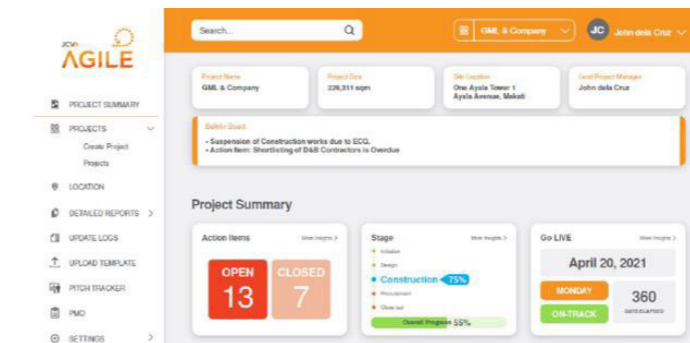 JCVA
AGILE
Search...
GML & Company
JC
John dela Cruz
PROJECT SUMMARY
PROJECTS
Create Project
Projects
LOCATION
DETAILED REPORTS
UPDATE LOGS
UPLOAD TEMPLATE
PITCH TRACKER
PMO
SETTINGS
Project Name
GML & Company
Project Size
226,311 sqm
Site Location
One Ayala Tower 1
Ayala Avenue, Makati
Lead Project Manager
John dela Cruz
Bulletin Board
- Suspension of Construction works due to ECQ.
- Action Item: Shortlisting of D&B Contractors is Overdue
Project Summary
Action Items
More Insights >
OPEN
13
CLOSED
7
Stage
More Insights >
Initiation
Design
Construction 75%
Procurement
Close out
Overall Progress 55%
Go LIVE
More Insights >
April 20, 2021
MONDAY
ON-TRACK
360
DAYS ELAPSED